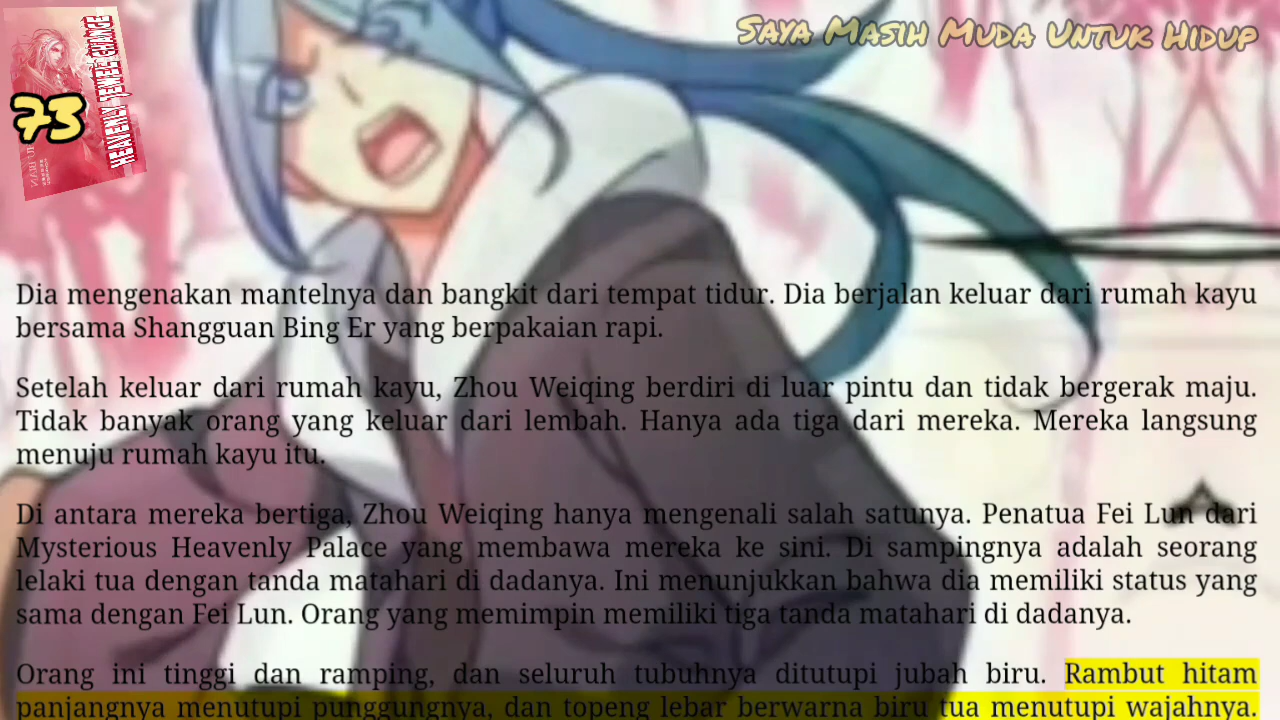 Saya Masih Muda Untuk Hidup
HEAVENLY JEWEL CHANGE
73
Dia mengenakan mantelnya dan bangkit dari tempat tidur. Dia berjalan keluar dari rumah kayu
bersama Shangguan Bing Er yang berpakaian rapi.
Setelah keluar dari rumah kayu, Zhou Weiqing berdiri di luar pintu dan tidak bergerak maju.
Tidak banyak orang yang keluar dari lembah. Hanya ada tiga dari mereka. Mereka langsung
menuju rumah kayu itu.
Di antara mereka bertiga, Zhou Weiqing hanya mengenali salah satunya. Penatua Fei Lun dari
Mysterious Heavenly Palace yang membawa mereka ke sini. Di sampingnya adalah seorang
lelaki tua dengan tanda matahari di dadanya. Ini menunjukkan bahwa dia memiliki status yang
sama dengan Fei Lun. Orang yang memimpin memiliki tiga tanda matahari di dadanya.
Orang ini tinggi dan ramping, dan seluruh tubuhnya ditutupi jubah biru. Rambut hitam
panjangnya menutupi punggungnya, dan topeng lebar berwarna biru tua menutupi wajahnya.